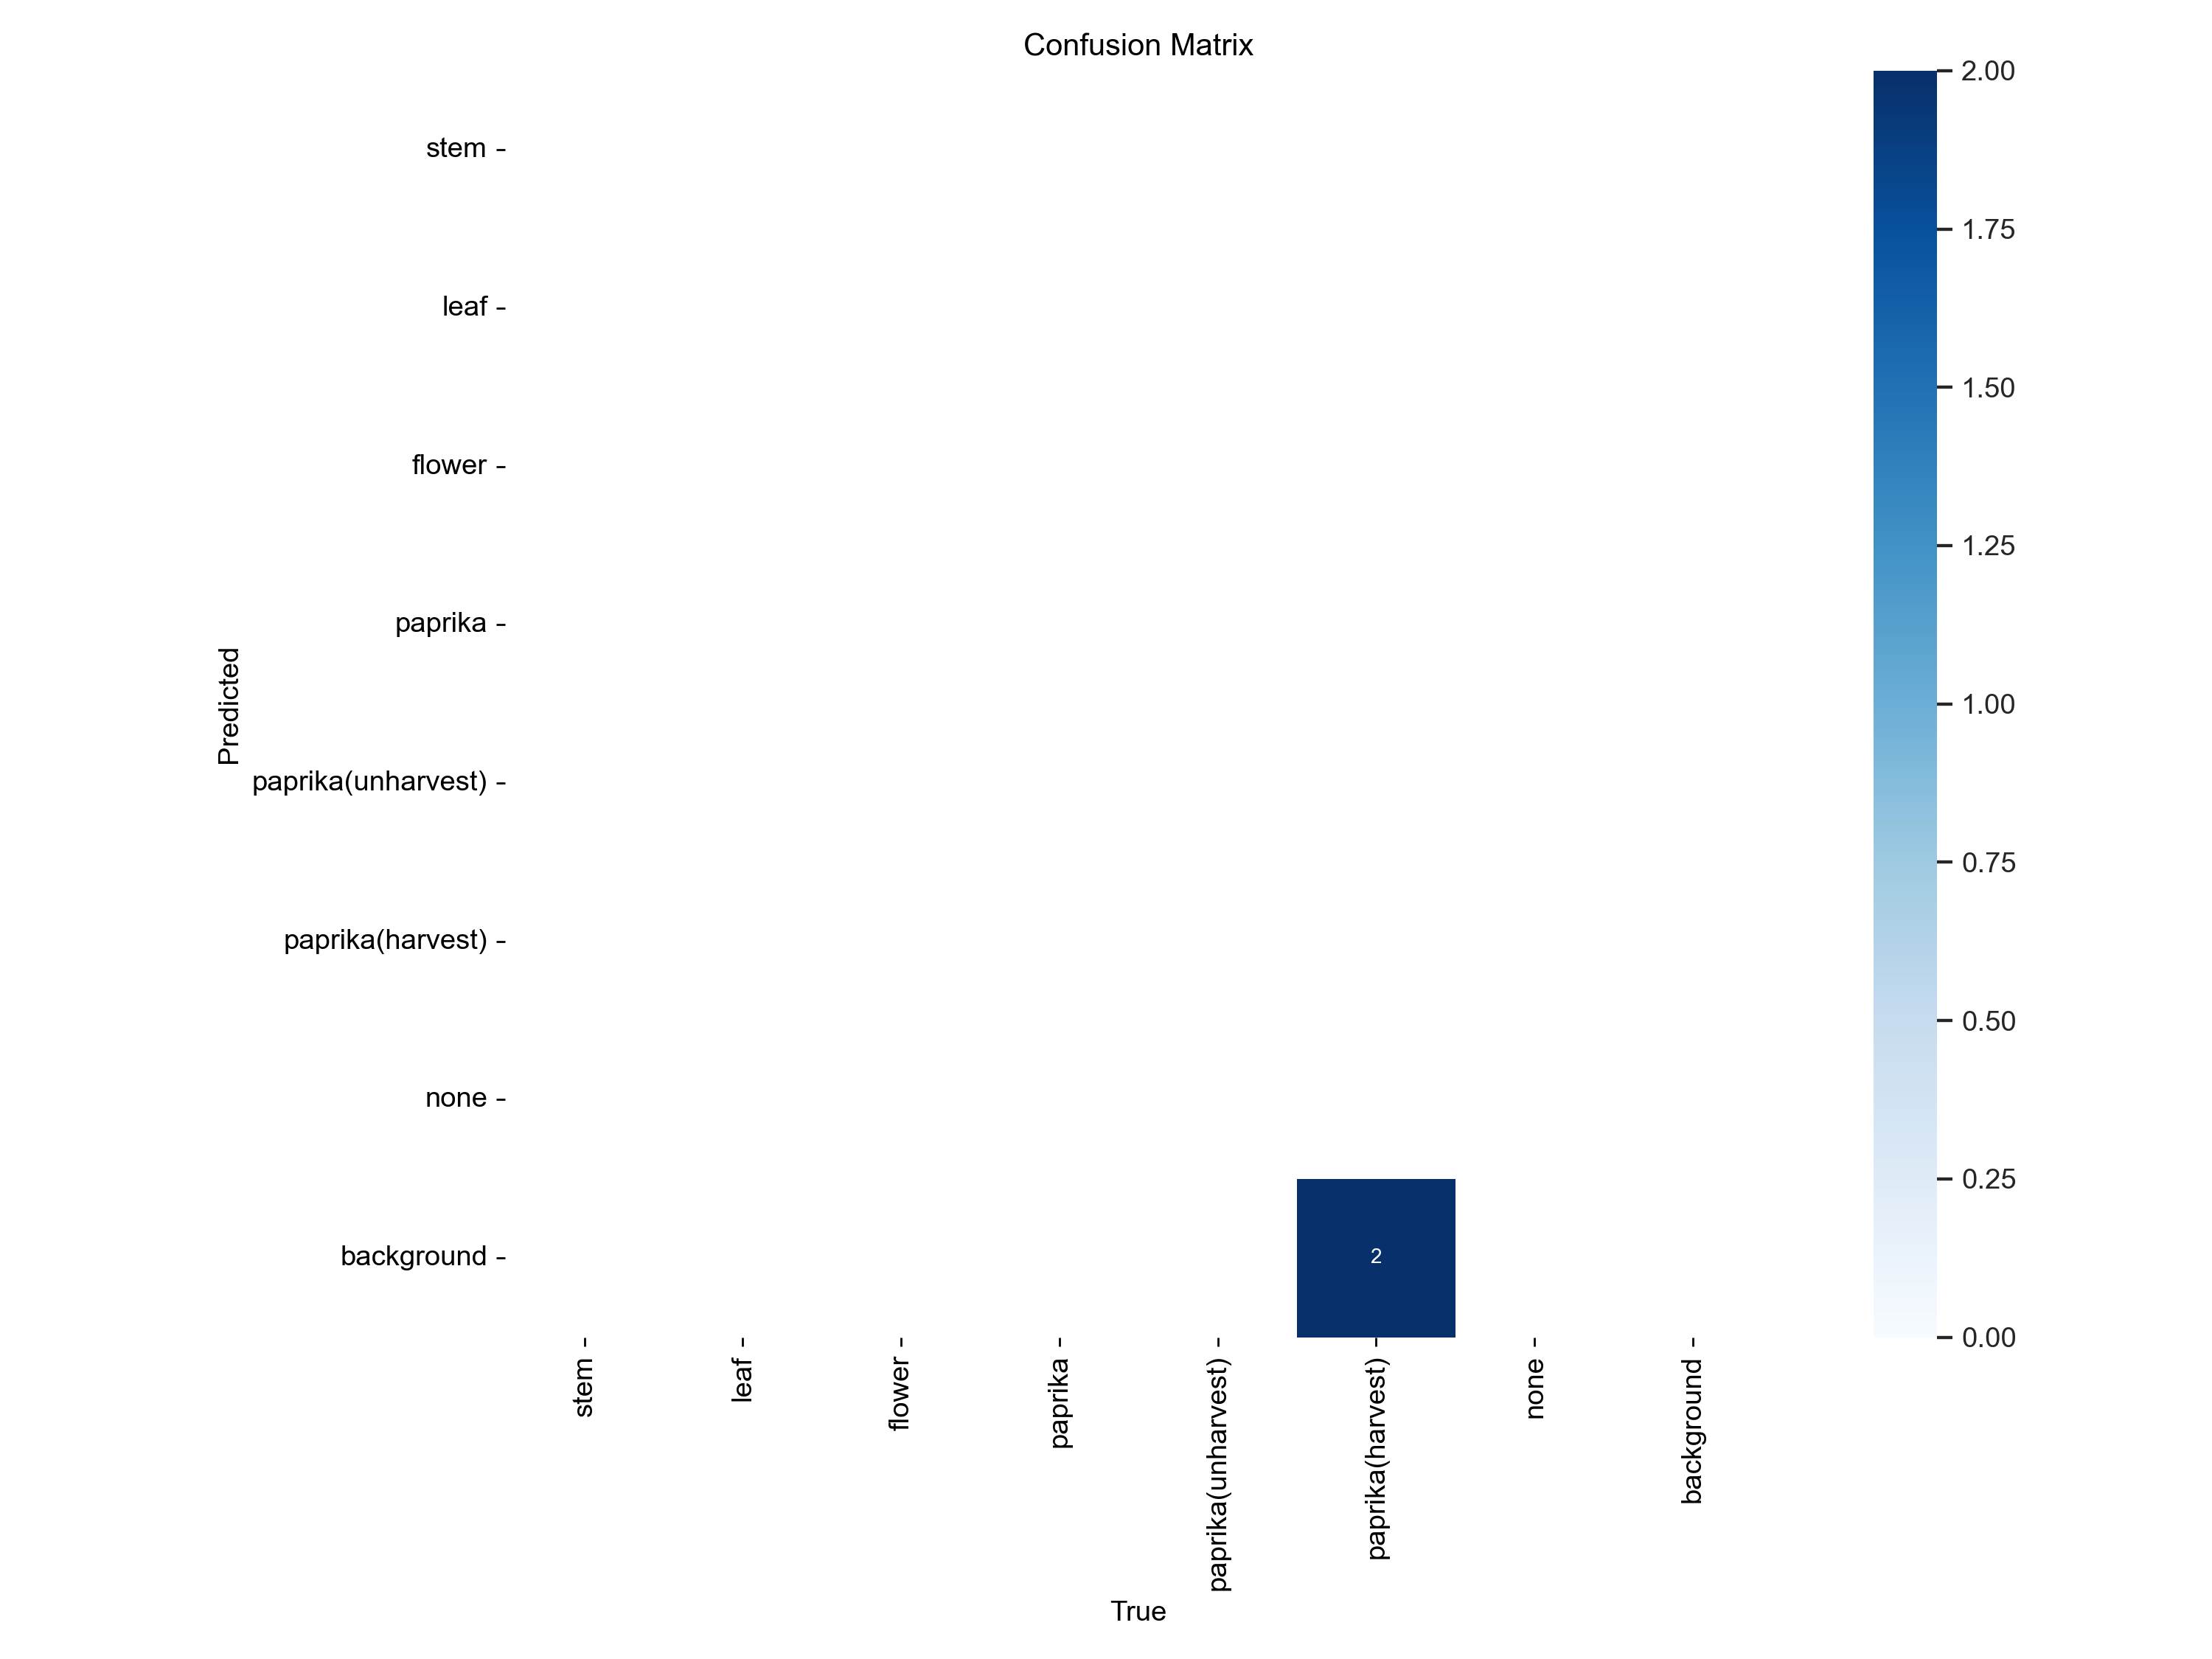 Confusion Matrix
Predicted
stem
leaf
flower
paprika
paprika(unharvest)
paprika(harvest)
none
background
2
stem
leaf
flower
paprika
paprika(unharvest)
paprika(harvest)
none
background
True
2.00
1.75
1.50
1.25
1.00
0.75
0.50
0.25
0.00